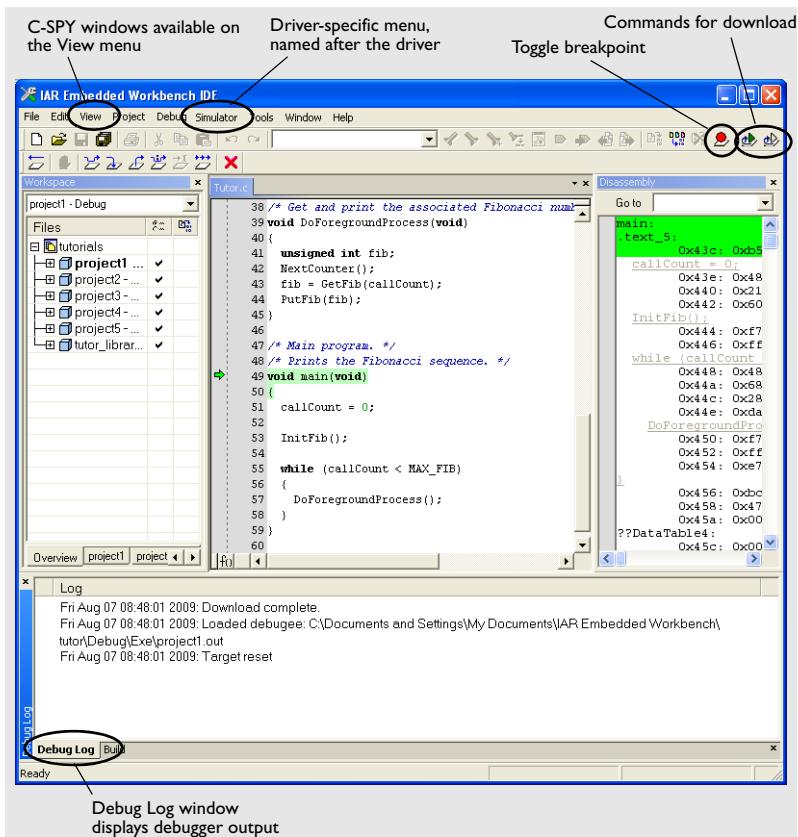 C-SPY windows available on
the View menu
Driver-specific menu,
named after the driver
Commands for download
Toggle breakpoint
IAR Embedded Workbench IDE
File Edit View Project Debug Simulator Tools Window Help
Workspace
project1 - Debug
Files
tutorials
project1 ...
project2 - ...
project3 - ...
project4 - ...
project5 - ...
tutor_librar...
Overview project1 project
Tutor.c
38 /* Get and print the associated Fibonacci numb
39 void DoForegroundProcess(void)
40 {
41 unsigned int fib;
42 NextCounter();
43 fib = GetFib(callCount);
44 PutFib(fib);
45 }
46
47 /* Main program. */
48 /* Prints the Fibonacci sequence. */
49 void main(void)
50 {
51 callCount = 0;
52
53 InitFib();
54
55 while (callCount < MAX_FIB)
56 {
57 DoForegroundProcess();
58 }
59 }
60
f()
Disassembly
Go to
main:
.text_5:
0x43c: 0xb5
callCount = 0;
0x43e: 0x48
0x440: 0x21
0x442: 0x60
InitFib();
0x444: 0xf7
0x446: 0xff
while (callCount
0x448: 0x48
0x44a: 0x68
0x44c: 0x28
0x44e: 0xda
DoForegroundPro
0x450: 0xf7
0x452: 0xff
0x454: 0xe7
}
0x456: 0xbc
0x458: 0x47
0x45a: 0x00
??DataTable4:
0x45c: 0x00
Log
Fri Aug 07 08:48:01 2009: Download complete.
Fri Aug 07 08:48:01 2009: Loaded debugee: C:\Documents and Settings\My Documents\IAR Embedded Workbench\
tutor\Debug\Exe\project1.out
Fri Aug 07 08:48:01 2009: Target reset
Debug Log
Debug Log Build
Ready
Debug Log window
displays debugger output